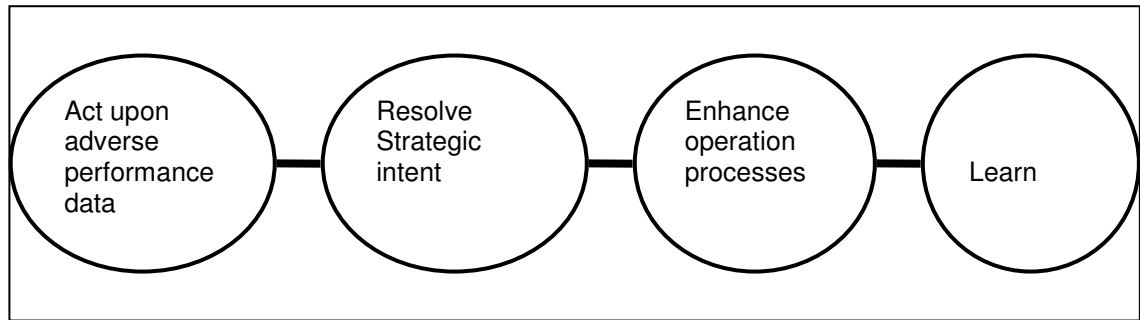 Act upon
adverse
performance
data
Resolve
Strategic
intent
Enhance
operation
processes
Learn